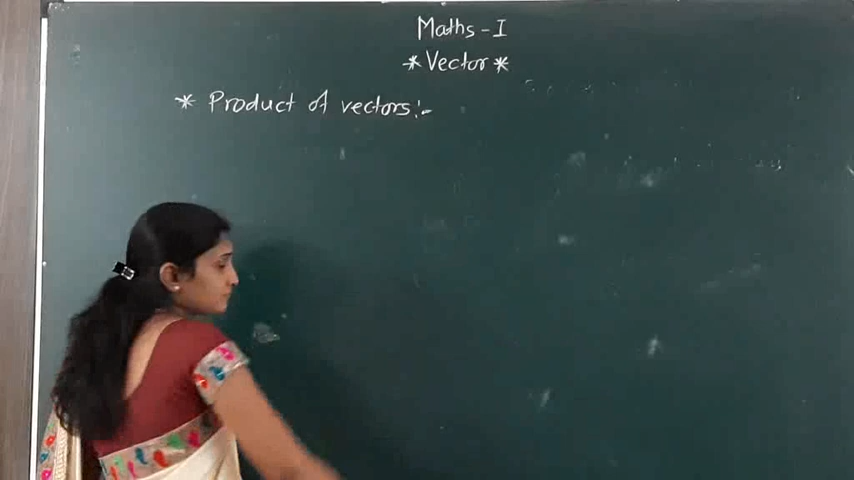 Maths - I
* Vector *
* Product of vectors :-